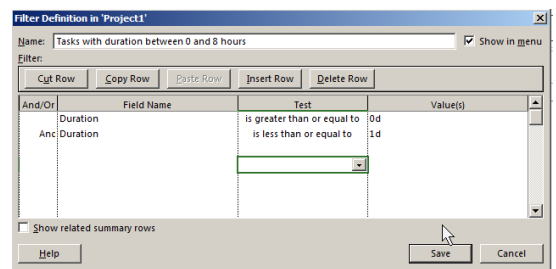 Filter Definition in 'Project1'
Name: Tasks with duration between 0 and 8 hours Show in menu
Filter:
Cut Row Copy Row Paste Row Insert Row Delete Row
And/Or Field Name Test Value(s)
Duration is greater than or equal to 0d
Anc Duration is less than or equal to 1d
Show related summary rows
Help Save Cancel